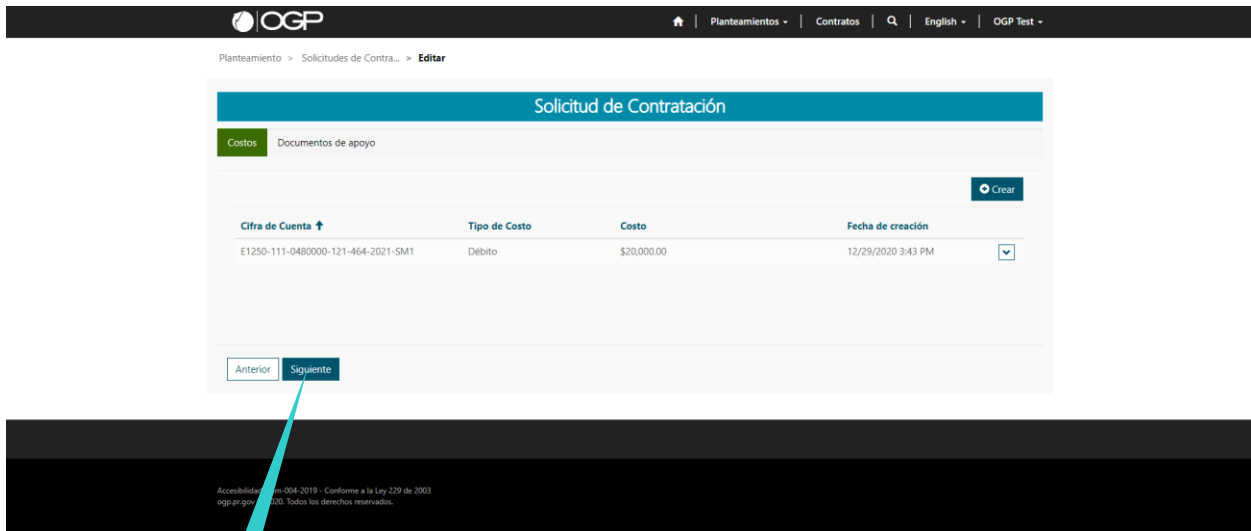 OGP
Planteamientos
Contratos
English
OGP Test
Planteamiento > Solicitudes de Contra... > Editar
Solicitud de Contratación
Costos Documentos de apoyo
Crear
Cifra de Cuenta Tipo de Costo Costo Fecha de creación
E1250-111-0480000-121-464-2021-SM1 Débito $20,000.00 12/29/2020 3:43 PM
Anterior Siguiente
m-004-2019 - Conforme a la Ley 229 de 2003
ogp.pr.gov 020. Todos los derechos reservados.